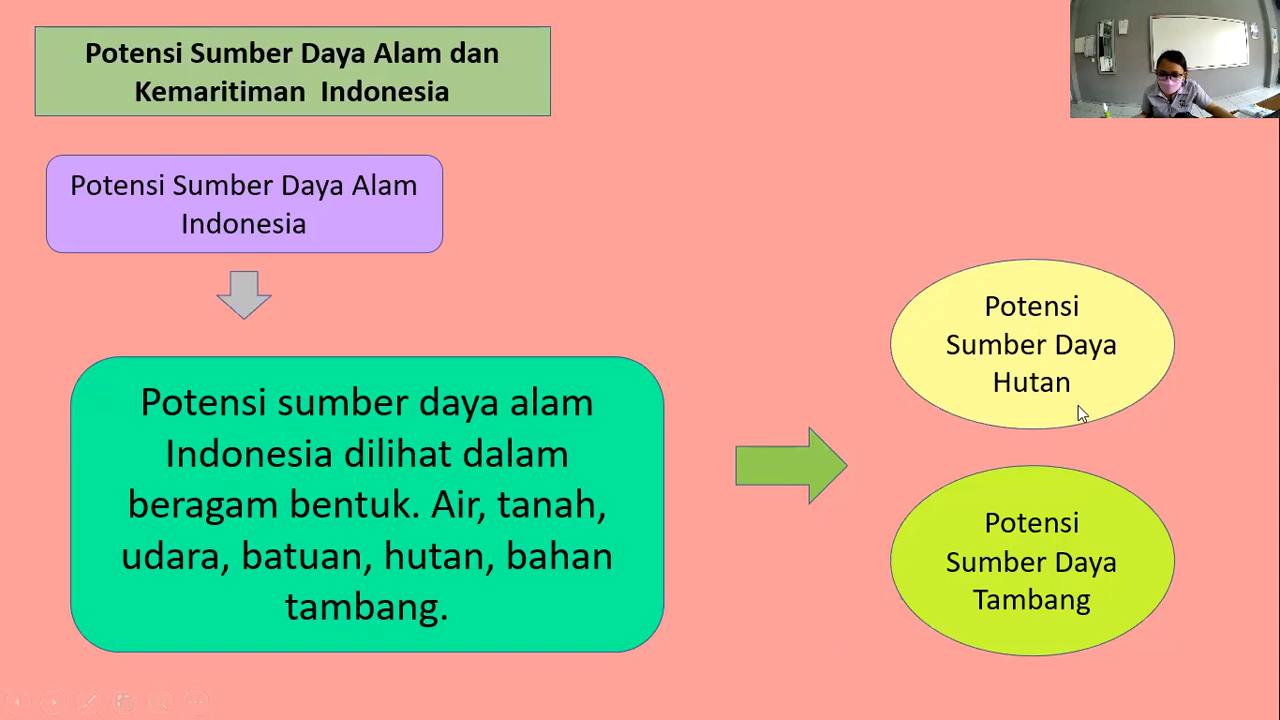 Potensi Sumber Daya Alam dan
Kemaritiman Indonesia
Potensi Sumber Daya Alam
Indonesia
Potensi sumber daya alam
Indonesia dilihat dalam
beragam bentuk. Air, tanah,
udara, batuan, hutan, bahan
tambang.
Potensi
Sumber Daya
Hutan
Potensi
Sumber Daya
Tambang